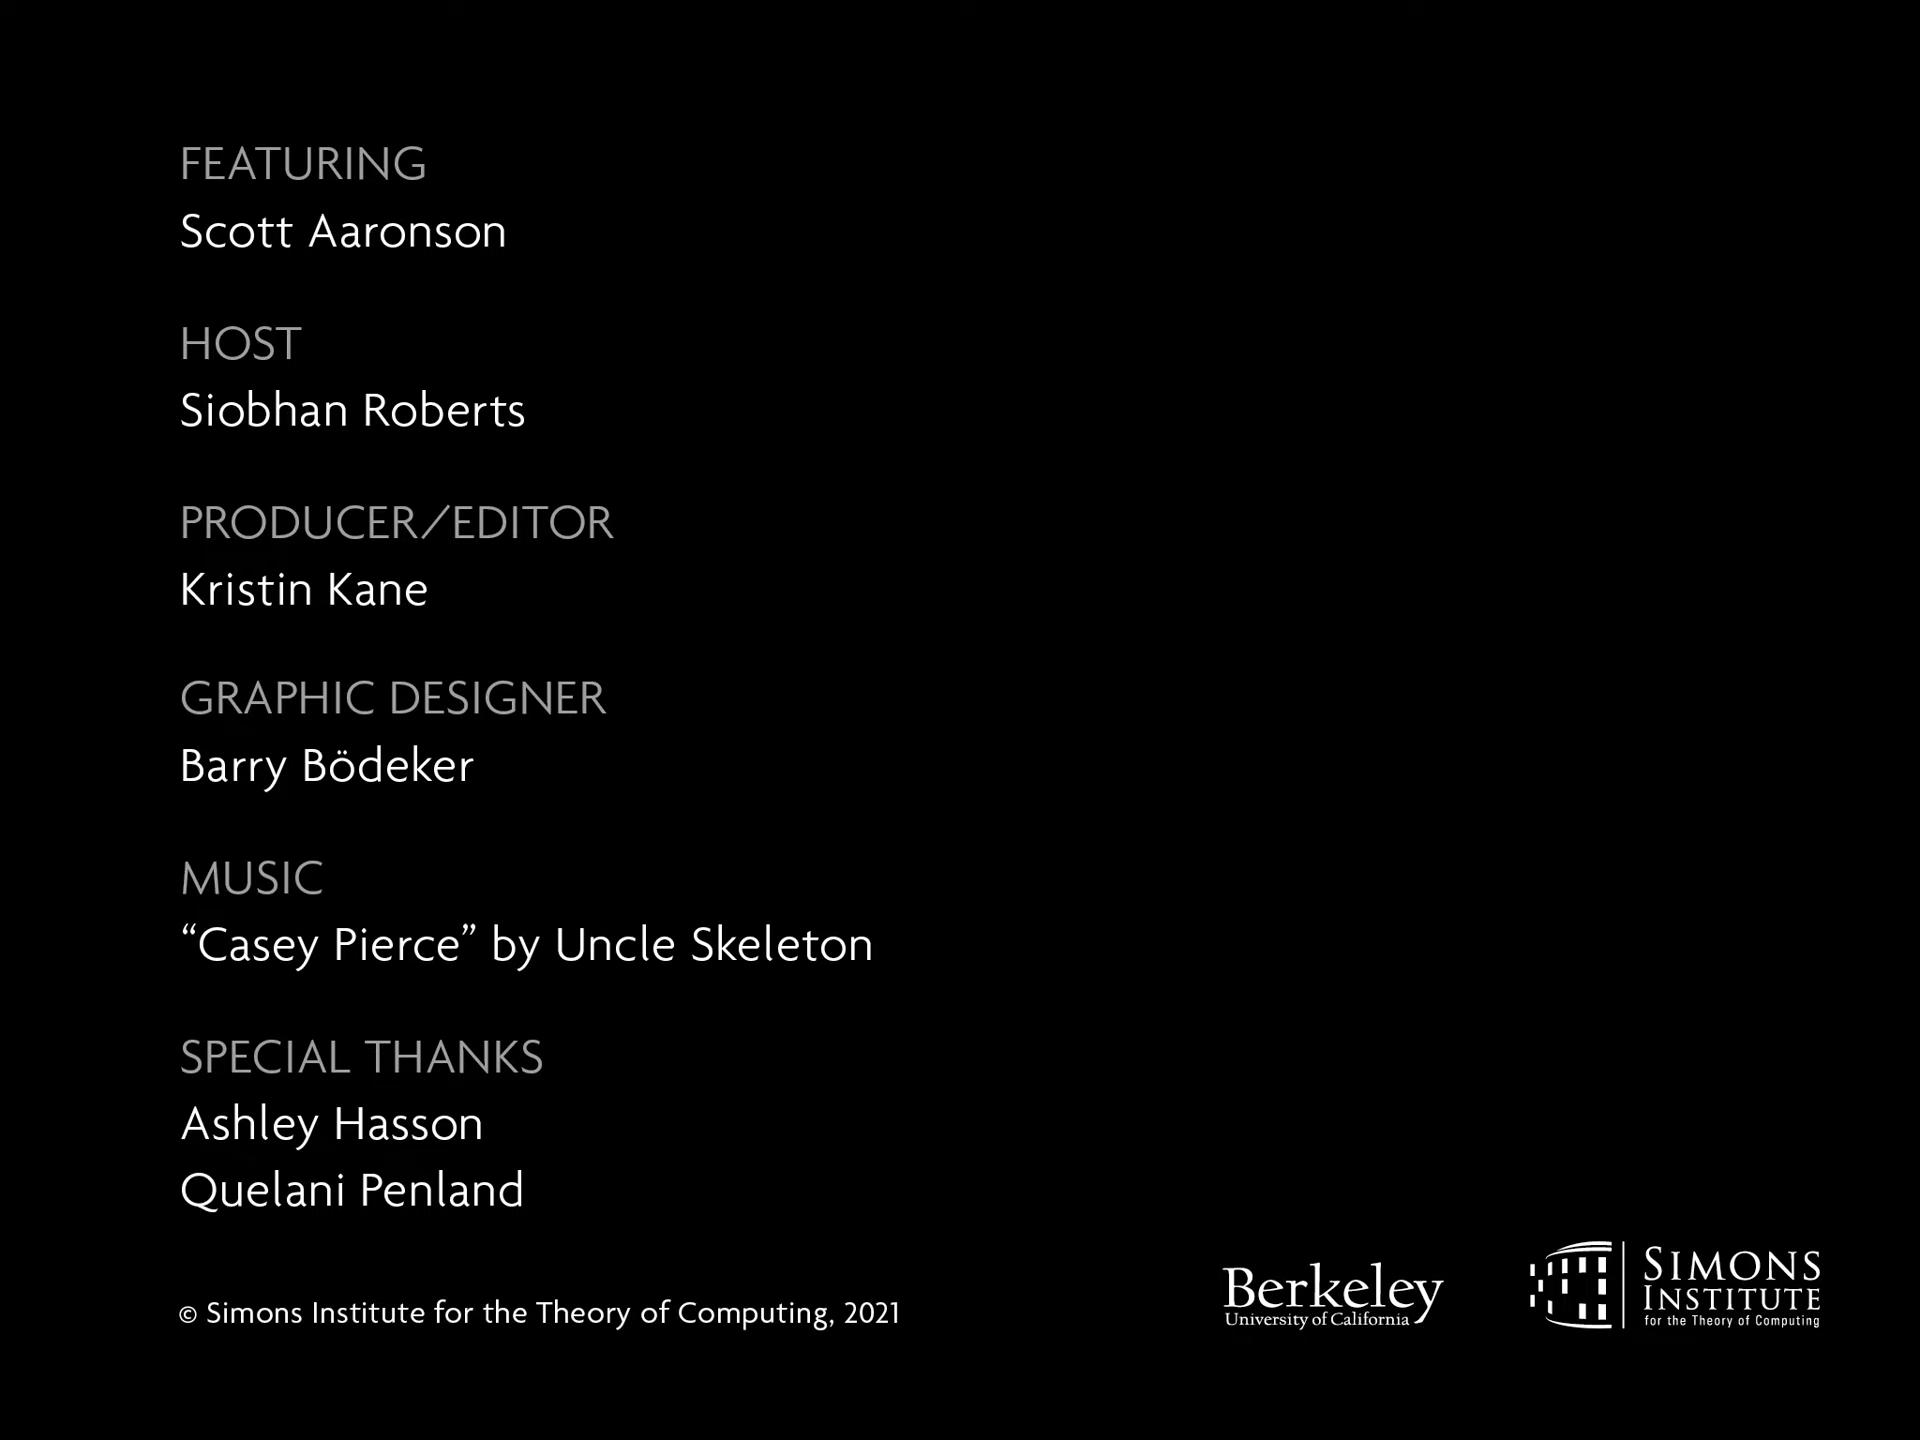 FEATURING
Scott Aaronson
HOST
Siobhan Roberts
PRODUCER/EDITOR
Kristin Kane
GRAPHIC DESIGNER
Barry Bödeker
MUSIC
“Casey Pierce” by Uncle Skeleton
SPECIAL THANKS
Ashley Hasson
Quelani Penland
© Simons Institute for the Theory of Computing, 2021
Berkeley
University of California
SIMONS
INSTITUTE
for the Theory of Computing